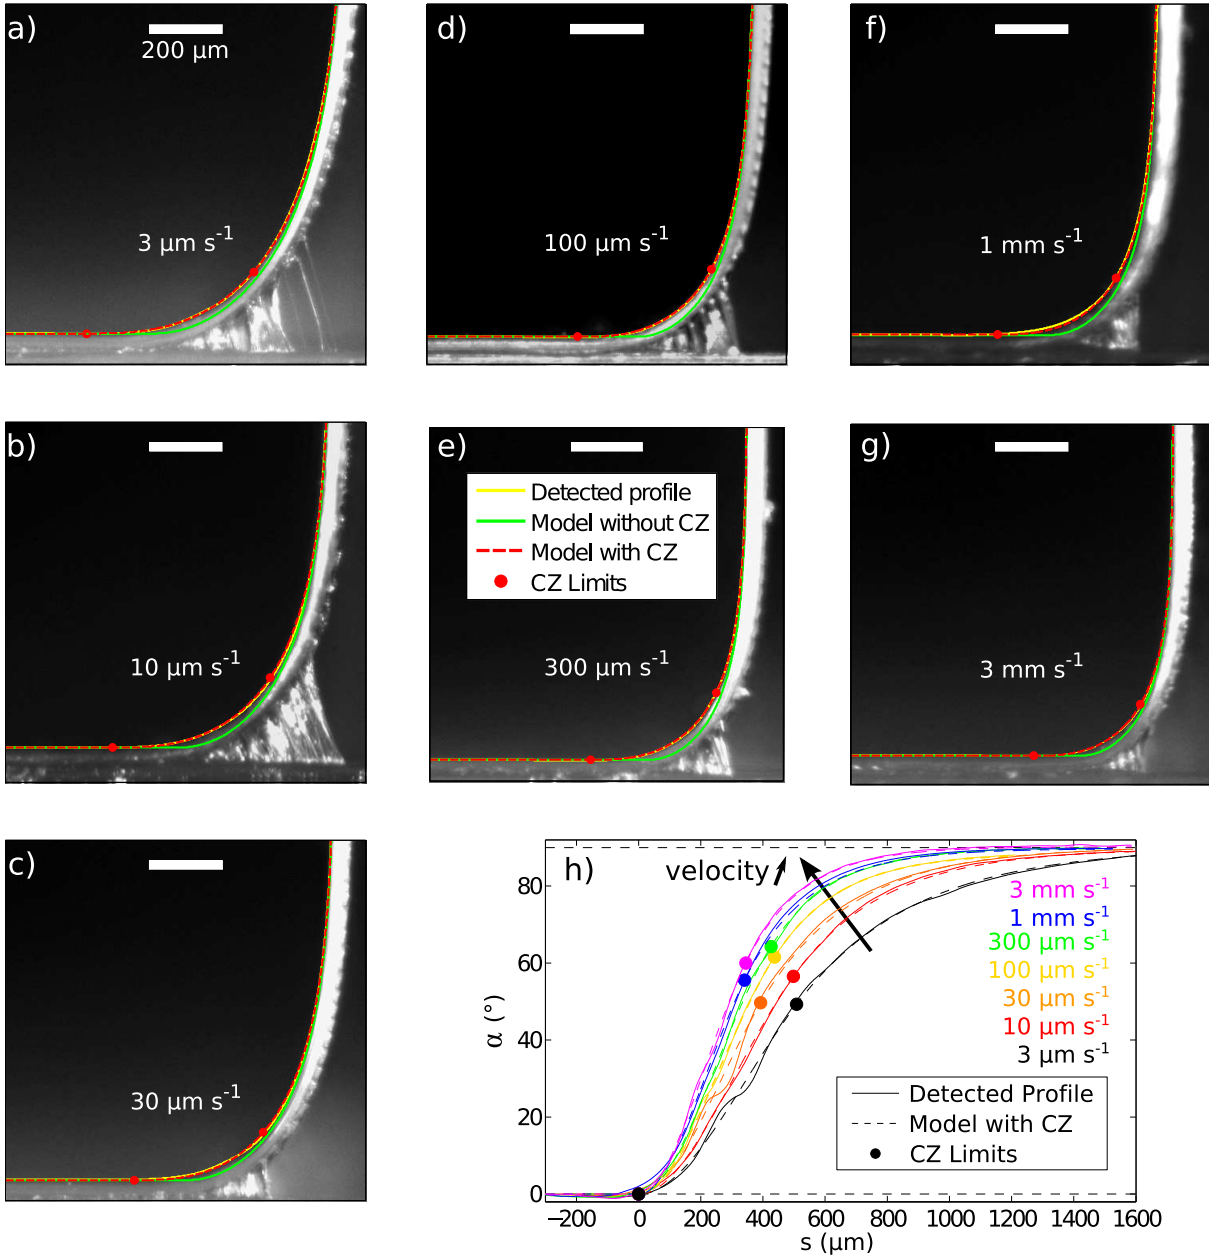 a)
200 µm
3 µm s⁻¹
d)
100 µm s⁻¹
f)
1 mm s⁻¹
b)
10 µm s⁻¹
e)
Detected profile
Model without CZ
Model with CZ
CZ Limits
300 µm s⁻¹
g)
3 mm s⁻¹
c)
30 µm s⁻¹
h)
velocity
3 mm s⁻¹
1 mm s⁻¹
300 µm s⁻¹
100 µm s⁻¹
30 µm s⁻¹
10 µm s⁻¹
3 µm s⁻¹
Detected Profile
Model with CZ
CZ Limits
α (°)
80
60
40
20
0
−200 0 200 400 600 800 1000 1200 1400 1600
s (µm)